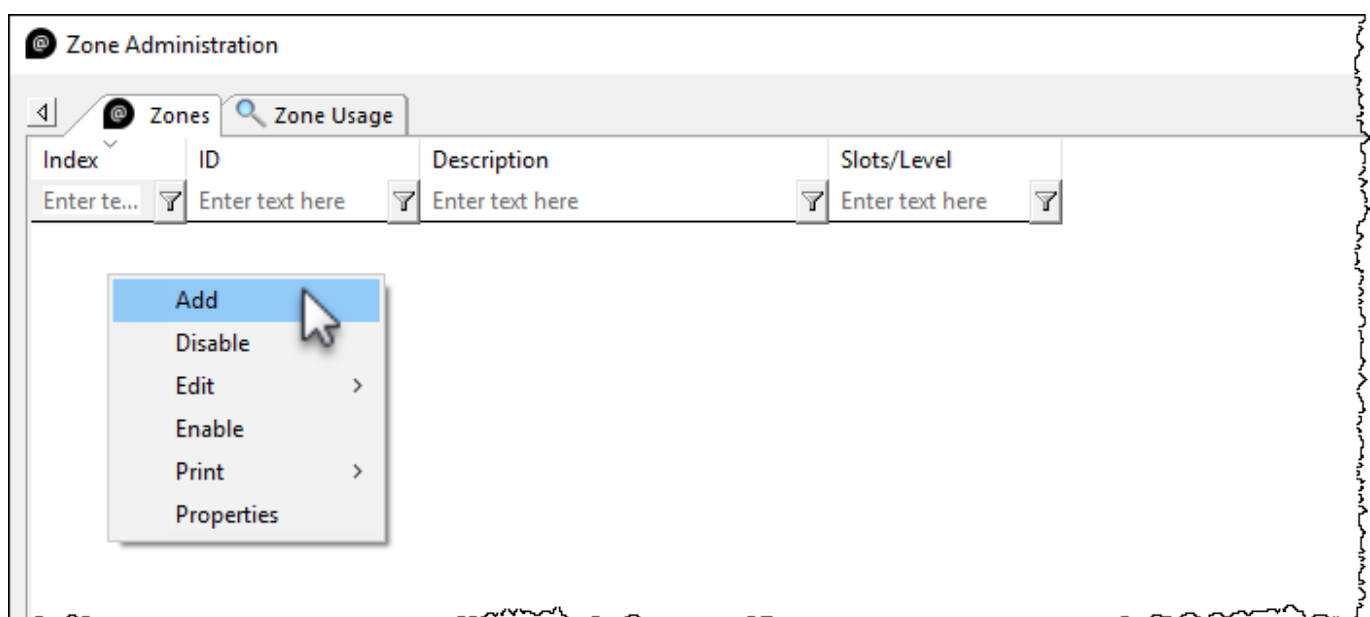 Zone Administration
Zones Zone Usage
Index ID Description Slots/Level
Enter te... Enter text here Enter text here Enter text here
Add
Disable
Edit
Enable
Print
Properties